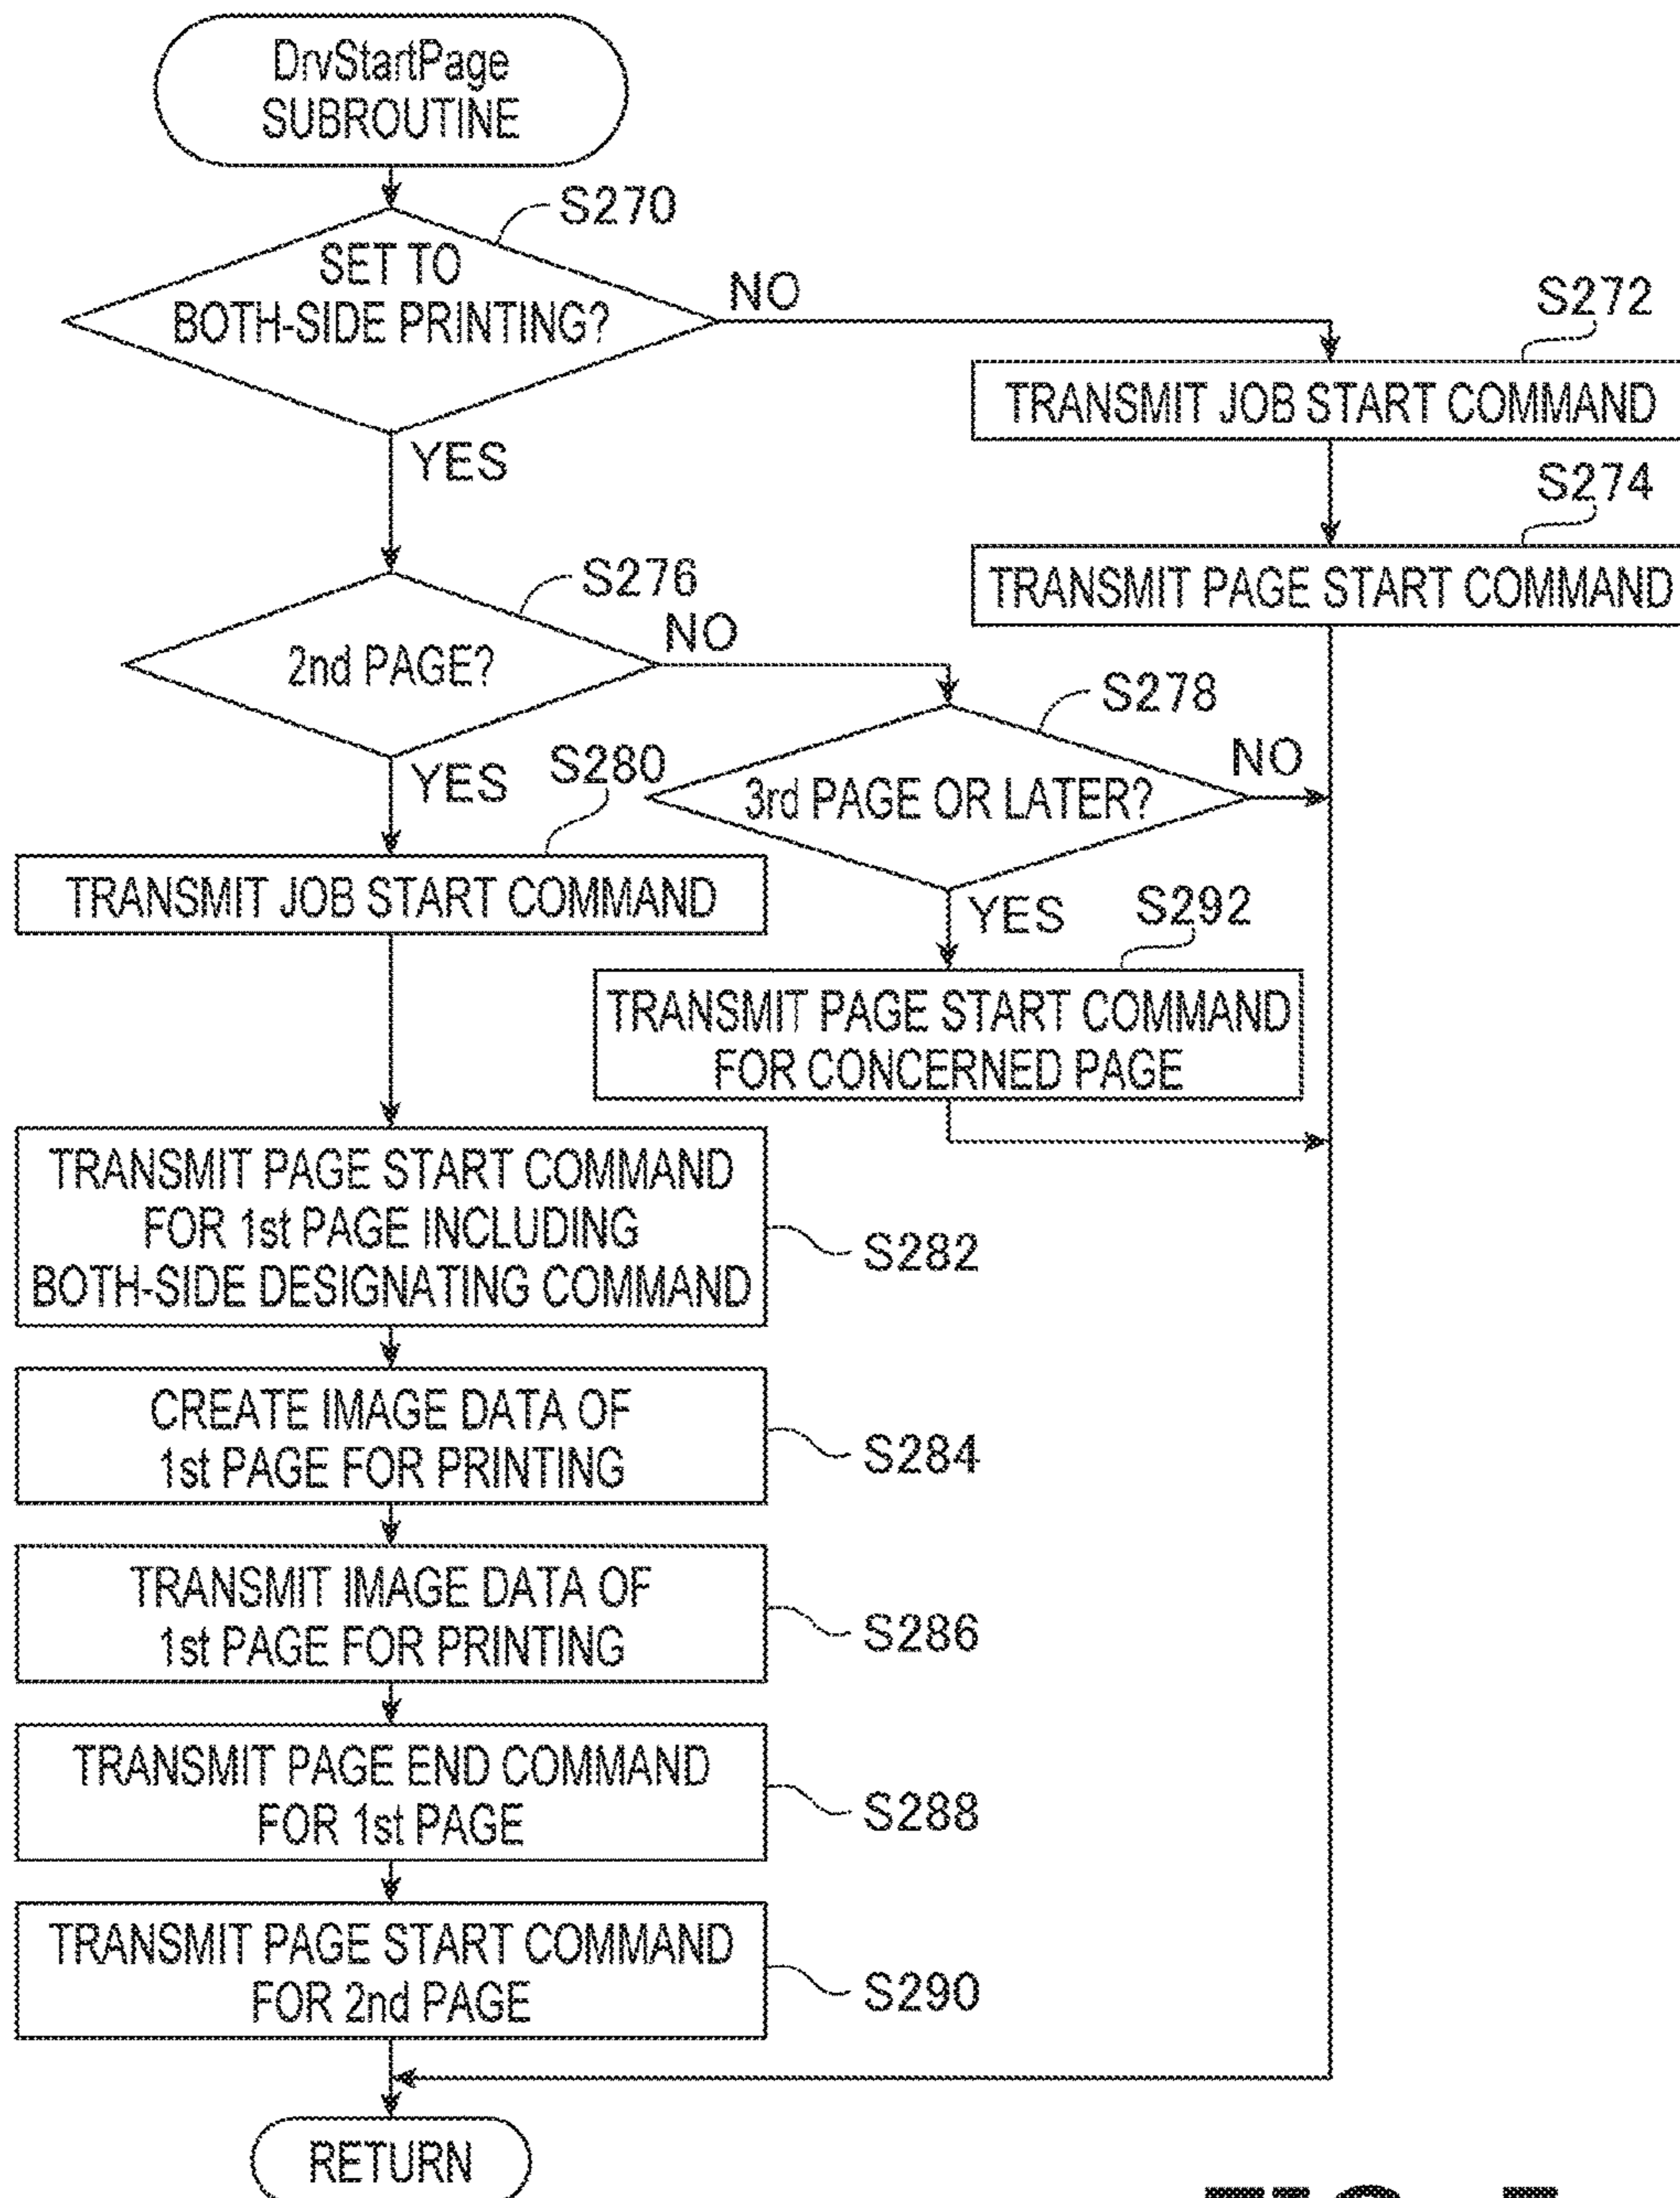 DrvStartPage
SUBROUTINE
S270
SET TO
BOTH-SIDE PRINTING?
NO
YES
S272
TRANSMIT JOB START COMMAND
S274
TRANSMIT PAGE START COMMAND
S276
2nd PAGE?
NO
YES
S278
3rd PAGE OR LATER?
NO
YES
S280
TRANSMIT JOB START COMMAND
S292
TRANSMIT PAGE START COMMAND
FOR CONCERNED PAGE
TRANSMIT PAGE START COMMAND
FOR 1st PAGE INCLUDING
BOTH-SIDE DESIGNATING COMMAND
S282
CREATE IMAGE DATA OF
1st PAGE FOR PRINTING
S284
TRANSMIT IMAGE DATA OF
1st PAGE FOR PRINTING
S286
TRANSMIT PAGE END COMMAND
FOR 1st PAGE
S288
TRANSMIT PAGE START COMMAND
FOR 2nd PAGE
S290
RETURN